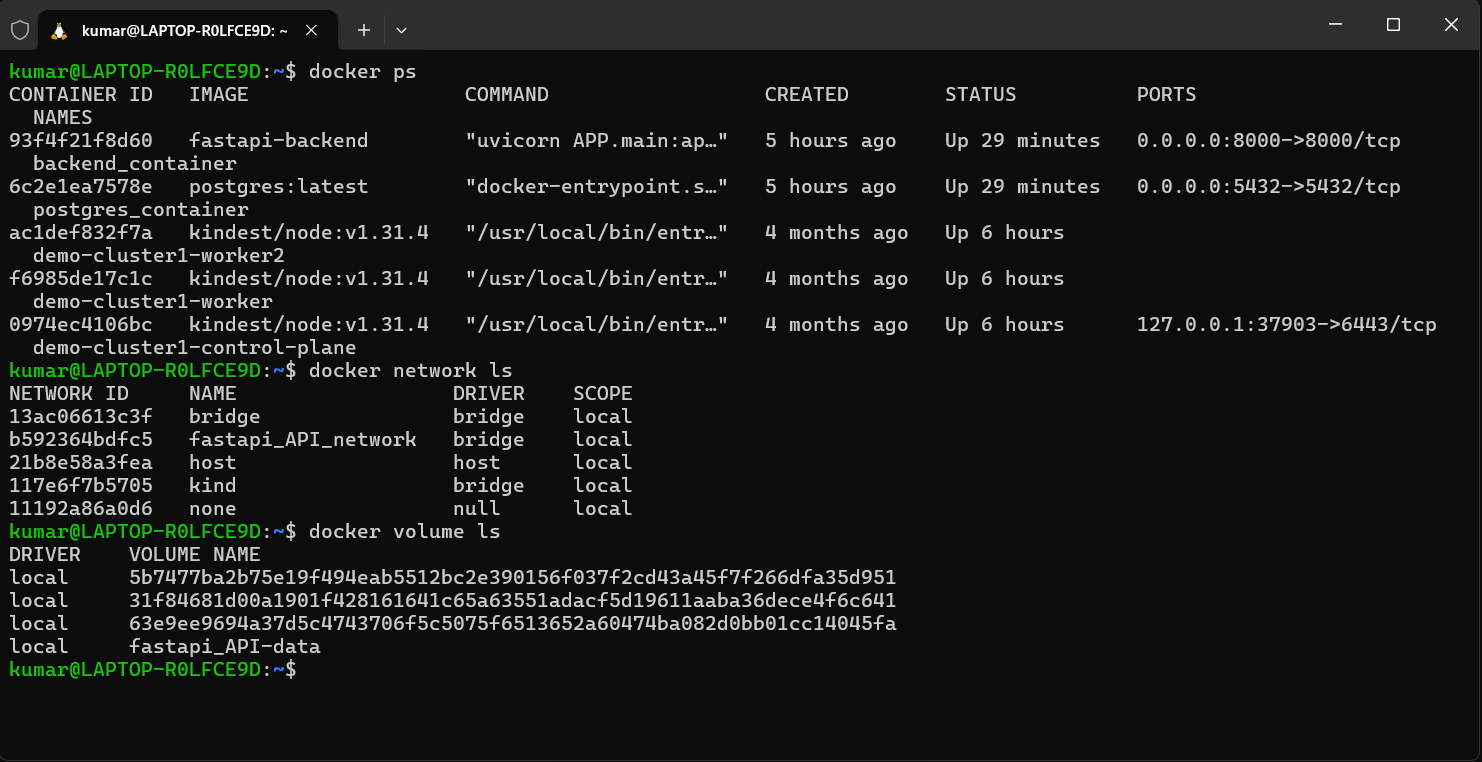 kumar@LAPTOP-R0LFCE9D: ~
kumar@LAPTOP-R0LFCE9D:~$ docker ps
CONTAINER ID   IMAGE                  COMMAND                  CREATED        STATUS          PORTS
  NAMES
93f4f21f8d60   fastapi-backend        "uvicorn APP.main:ap…"   5 hours ago    Up 29 minutes   0.0.0.0:8000->8000/tcp
  backend_container
6c2e1ea7578e   postgres:latest        "docker-entrypoint.s…"   5 hours ago    Up 29 minutes   0.0.0.0:5432->5432/tcp
  postgres_container
ac1def832f7a   kindest/node:v1.31.4   "/usr/local/bin/entr…"   4 months ago   Up 6 hours
  demo-cluster1-worker2
f6985de17c1c   kindest/node:v1.31.4   "/usr/local/bin/entr…"   4 months ago   Up 6 hours
  demo-cluster1-worker
0974ec4106bc   kindest/node:v1.31.4   "/usr/local/bin/entr…"   4 months ago   Up 6 hours      127.0.0.1:37903->6443/tcp
  demo-cluster1-control-plane
kumar@LAPTOP-R0LFCE9D:~$ docker network ls
NETWORK ID     NAME                  DRIVER    SCOPE
13ac06613c3f   bridge                bridge    local
b592364bdfc5   fastapi_API_network   bridge    local
21b8e58a3fea   host                  host      local
117e6f7b5705   kind                  bridge    local
11192a86a0d6   none                  null      local
kumar@LAPTOP-R0LFCE9D:~$ docker volume ls
DRIVER    VOLUME NAME
local     5b7477ba2b75e19f494eab5512bc2e390156f037f2cd43a45f7f266dfa35d951
local     31f84681d00a1901f428161641c65a63551adacf5d19611aaba36dece4f6c641
local     63e9ee9694a37d5c4743706f5c5075f6513652a60474ba082d0bb01cc14045fa
local     fastapi_API-data
kumar@LAPTOP-R0LFCE9D:~$